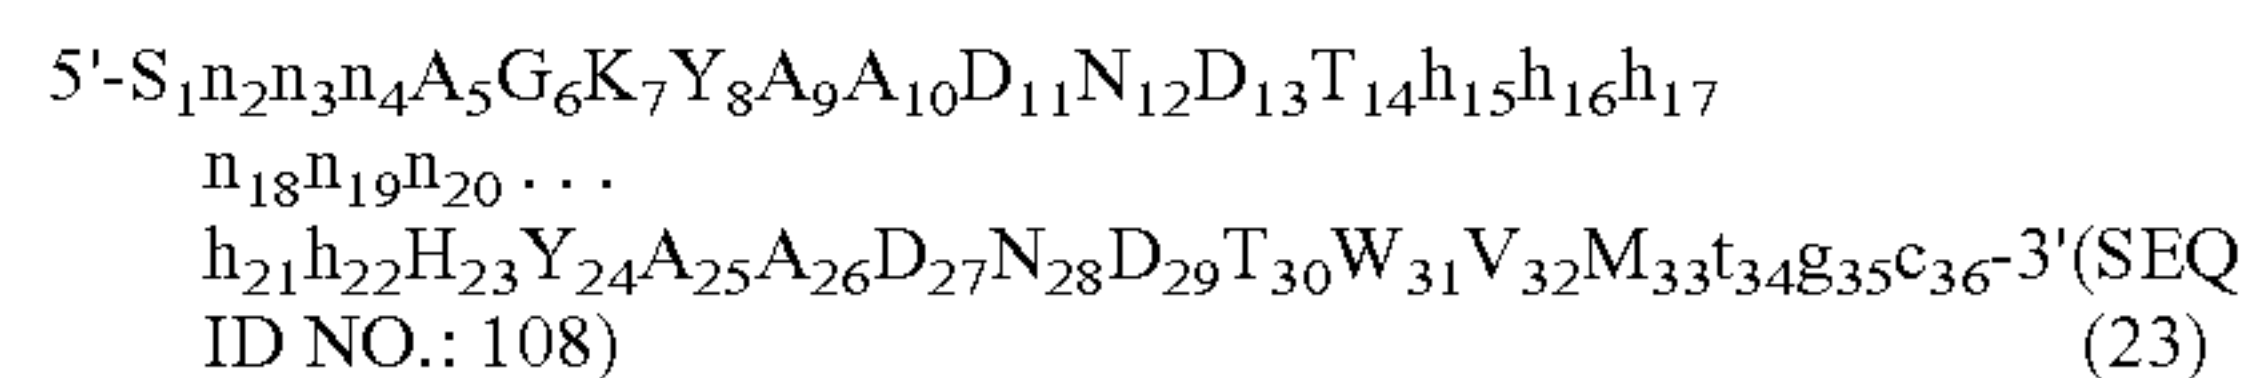 5'-S₁n₂n₃n₄A₅G₆K₇Y₈A₉A₁₀D₁₁N₁₂D₁₃T₁₄h₁₅h₁₆h₁₇
n₁₈n₁₉n₂₀ . . .
h₂₁h₂₂H₂₃Y₂₄A₂₅A₂₆D₂₇N₂₈D₂₉T₃₀W₃₁V₃₂M₃₃t₃₄g₃₅c₃₆-3'(SEQ
ID NO.: 108) (23)